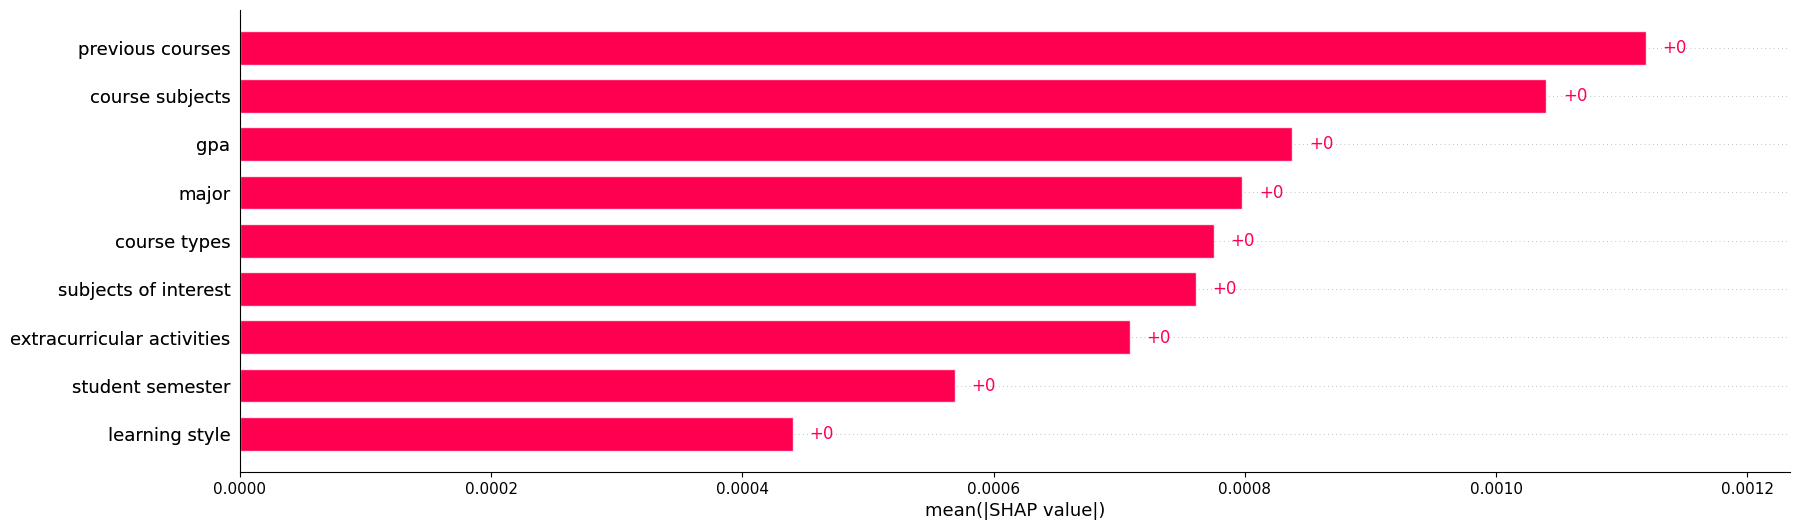 previous courses +0
course subjects +0
gpa +0
major +0
course types +0
subjects of interest +0
extracurricular activities +0
student semester +0
learning style +0
0.0000 0.0002 0.0004 0.0006 0.0008 0.0010 0.0012
mean(|SHAP value|)